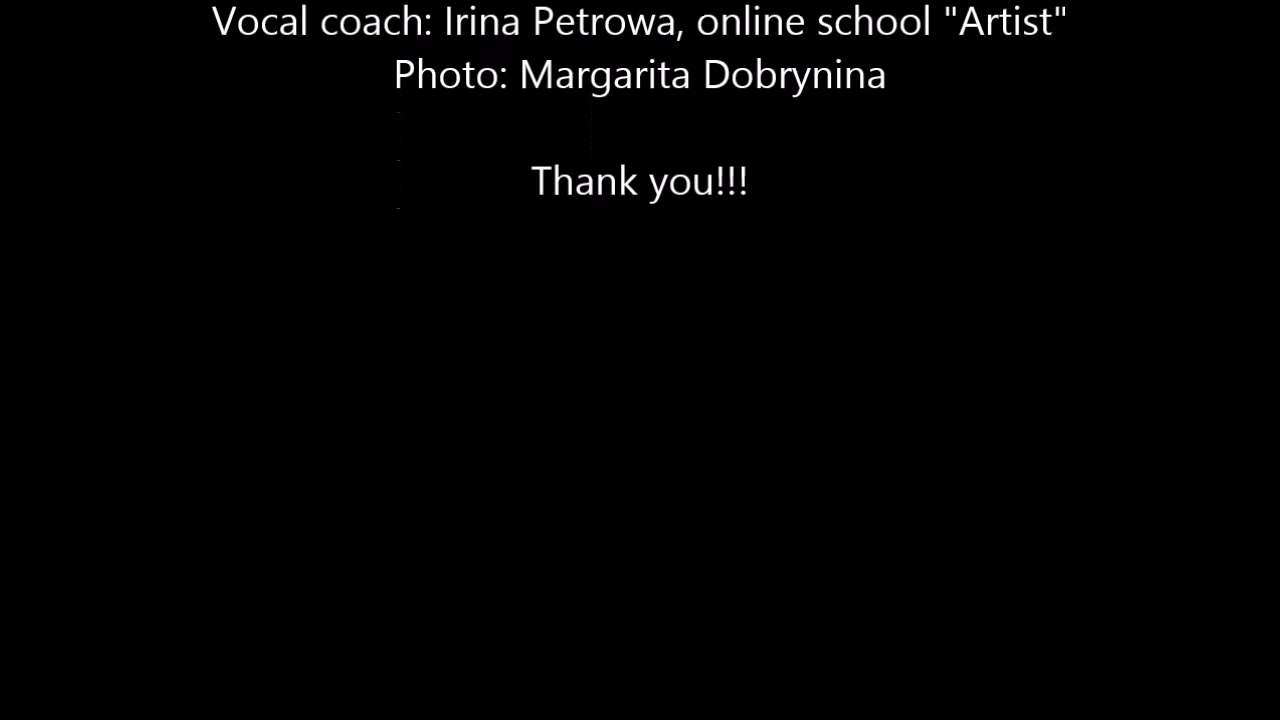 Vocal coach: Irina Petrowa, online school "Artist"
Photo: Margarita Dobrynina
Thank you!!!